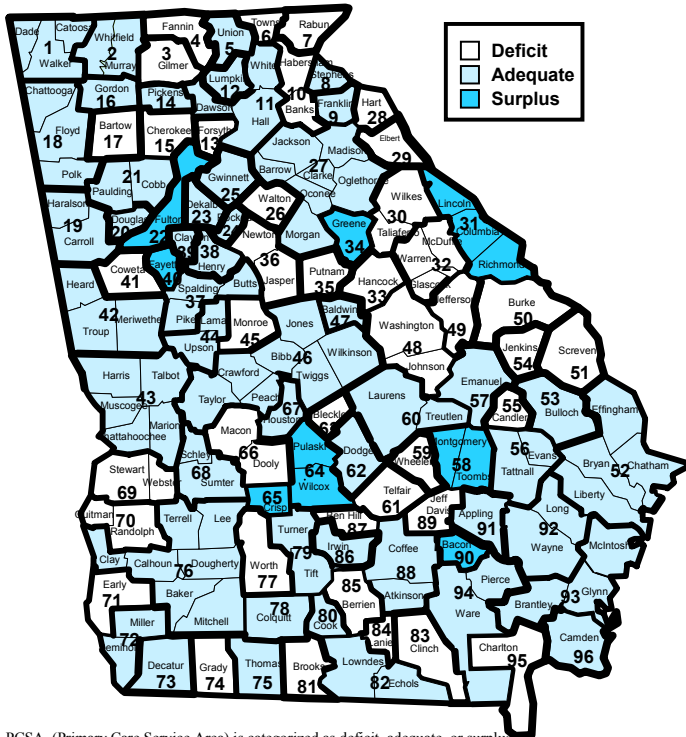 Deficit
Adequate
Surplus
Dade
Catoosa
Walker
1
Whitfield
Murray
2
Fannin
3
4
Gilmer
Union
5
Towns
6
Rabun
7
Habersham
Stephens
8
White
Lumpkin
12
Chattooga
Gordon
16
Pickens
14
Dawson
11
Hall
10
Banks
Franklin
9
Hart
28
Floyd
18
Bartow
17
Cherokee
15
Forsyth
13
Jackson
Madison
Elbert
29
27
Clarke
Barrow
Oglethorpe
Oconee
Polk
21
Paulding
Cobb
Gwinnett
25
Haralson
19
Carroll
Douglas
20
Fulton
22
Dekalb
23
24
Walton
26
Newton
Morgan
Greene
34
Wilkes
30
Taliaferro
Lincoln
31
Columbia
Richmond
McDuffie
32
Warren
Glascock
Jefferson
49
Clayton
39
38
Henry
Fayette
40
Coweta
41
Heard
Spalding
37
Butts
36
Jasper
Putnam
35
Hancock
33
Baldwin
47
Washington
48
Johnson
Burke
50
Jenkins
54
Screven
51
42
Troup
Meriwether
Pike
Lamar
44
Upson
Monroe
45
Jones
Bibb
46
Wilkinson
Twiggs
Harris
Talbot
43
Muscogee
Chattahoochee
Marion
Taylor
Crawford
Peach
67
Houston
Bleckley
63
Laurens
60
Treutlen
Emanuel
57
55
Candler
53
Bulloch
Effingham
Macon
66
Dooly
Schley
68
Sumter
Stewart
69
Webster
Pulaski
64
Wilcox
Dodge
62
59
Wheeler
Montgomery
58
Toombs
56
Evans
Tattnall
Bryan
52
Chatham
Liberty
Quitman
70
Randolph
Terrell
Lee
65
Crisp
Telfair
61
Jeff
Davis
89
Appling
91
Long
92
Wayne
McIntosh
Clay
Calhoun
76
Dougherty
Turner
79
Tift
Ben Hill
87
Irwin
86
Coffee
88
Atkinson
Bacon
90
Pierce
94
Ware
Brantley
93
Glynn
Early
71
Baker
Mitchell
Worth
77
Colquitt
78
80
Cook
85
Berrien
84
Lanier
83
Clinch
Charlton
95
Camden
96
Miller
72
Seminole
Decatur
73
Grady
74
Thomas
75
Brooks
81
Lowndes
82
Echols
PCSA (Primary Care Service Area) is categorized as deficit, adequate, or surplus